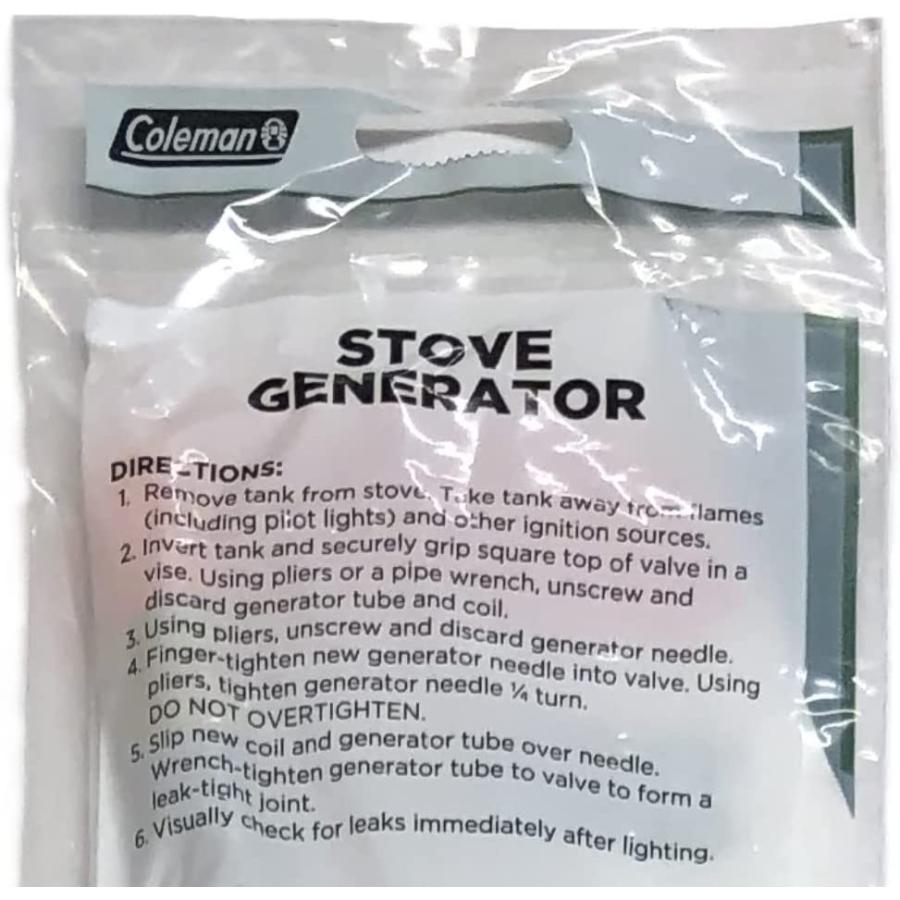 Coleman
STOVE
GENERATOR
DIRECTIONS:
1. Remove tank from stove. Take tank away from flames
(including pilot lights) and other ignition sources.
2. Invert tank and securely grip square top of valve in a
vise. Using pliers or a pipe wrench, unscrew and
discard generator tube and coil.
3. Using pliers, unscrew and discard generator needle.
4. Finger-tighten new generator needle into valve. Using
pliers, tighten generator needle ¼ turn.
DO NOT OVERTIGHTEN.
5. Slip new coil and generator tube over needle.
Wrench-tighten generator tube to valve to form a
leak-tight joint.
6. Visually check for leaks immediately after lighting.